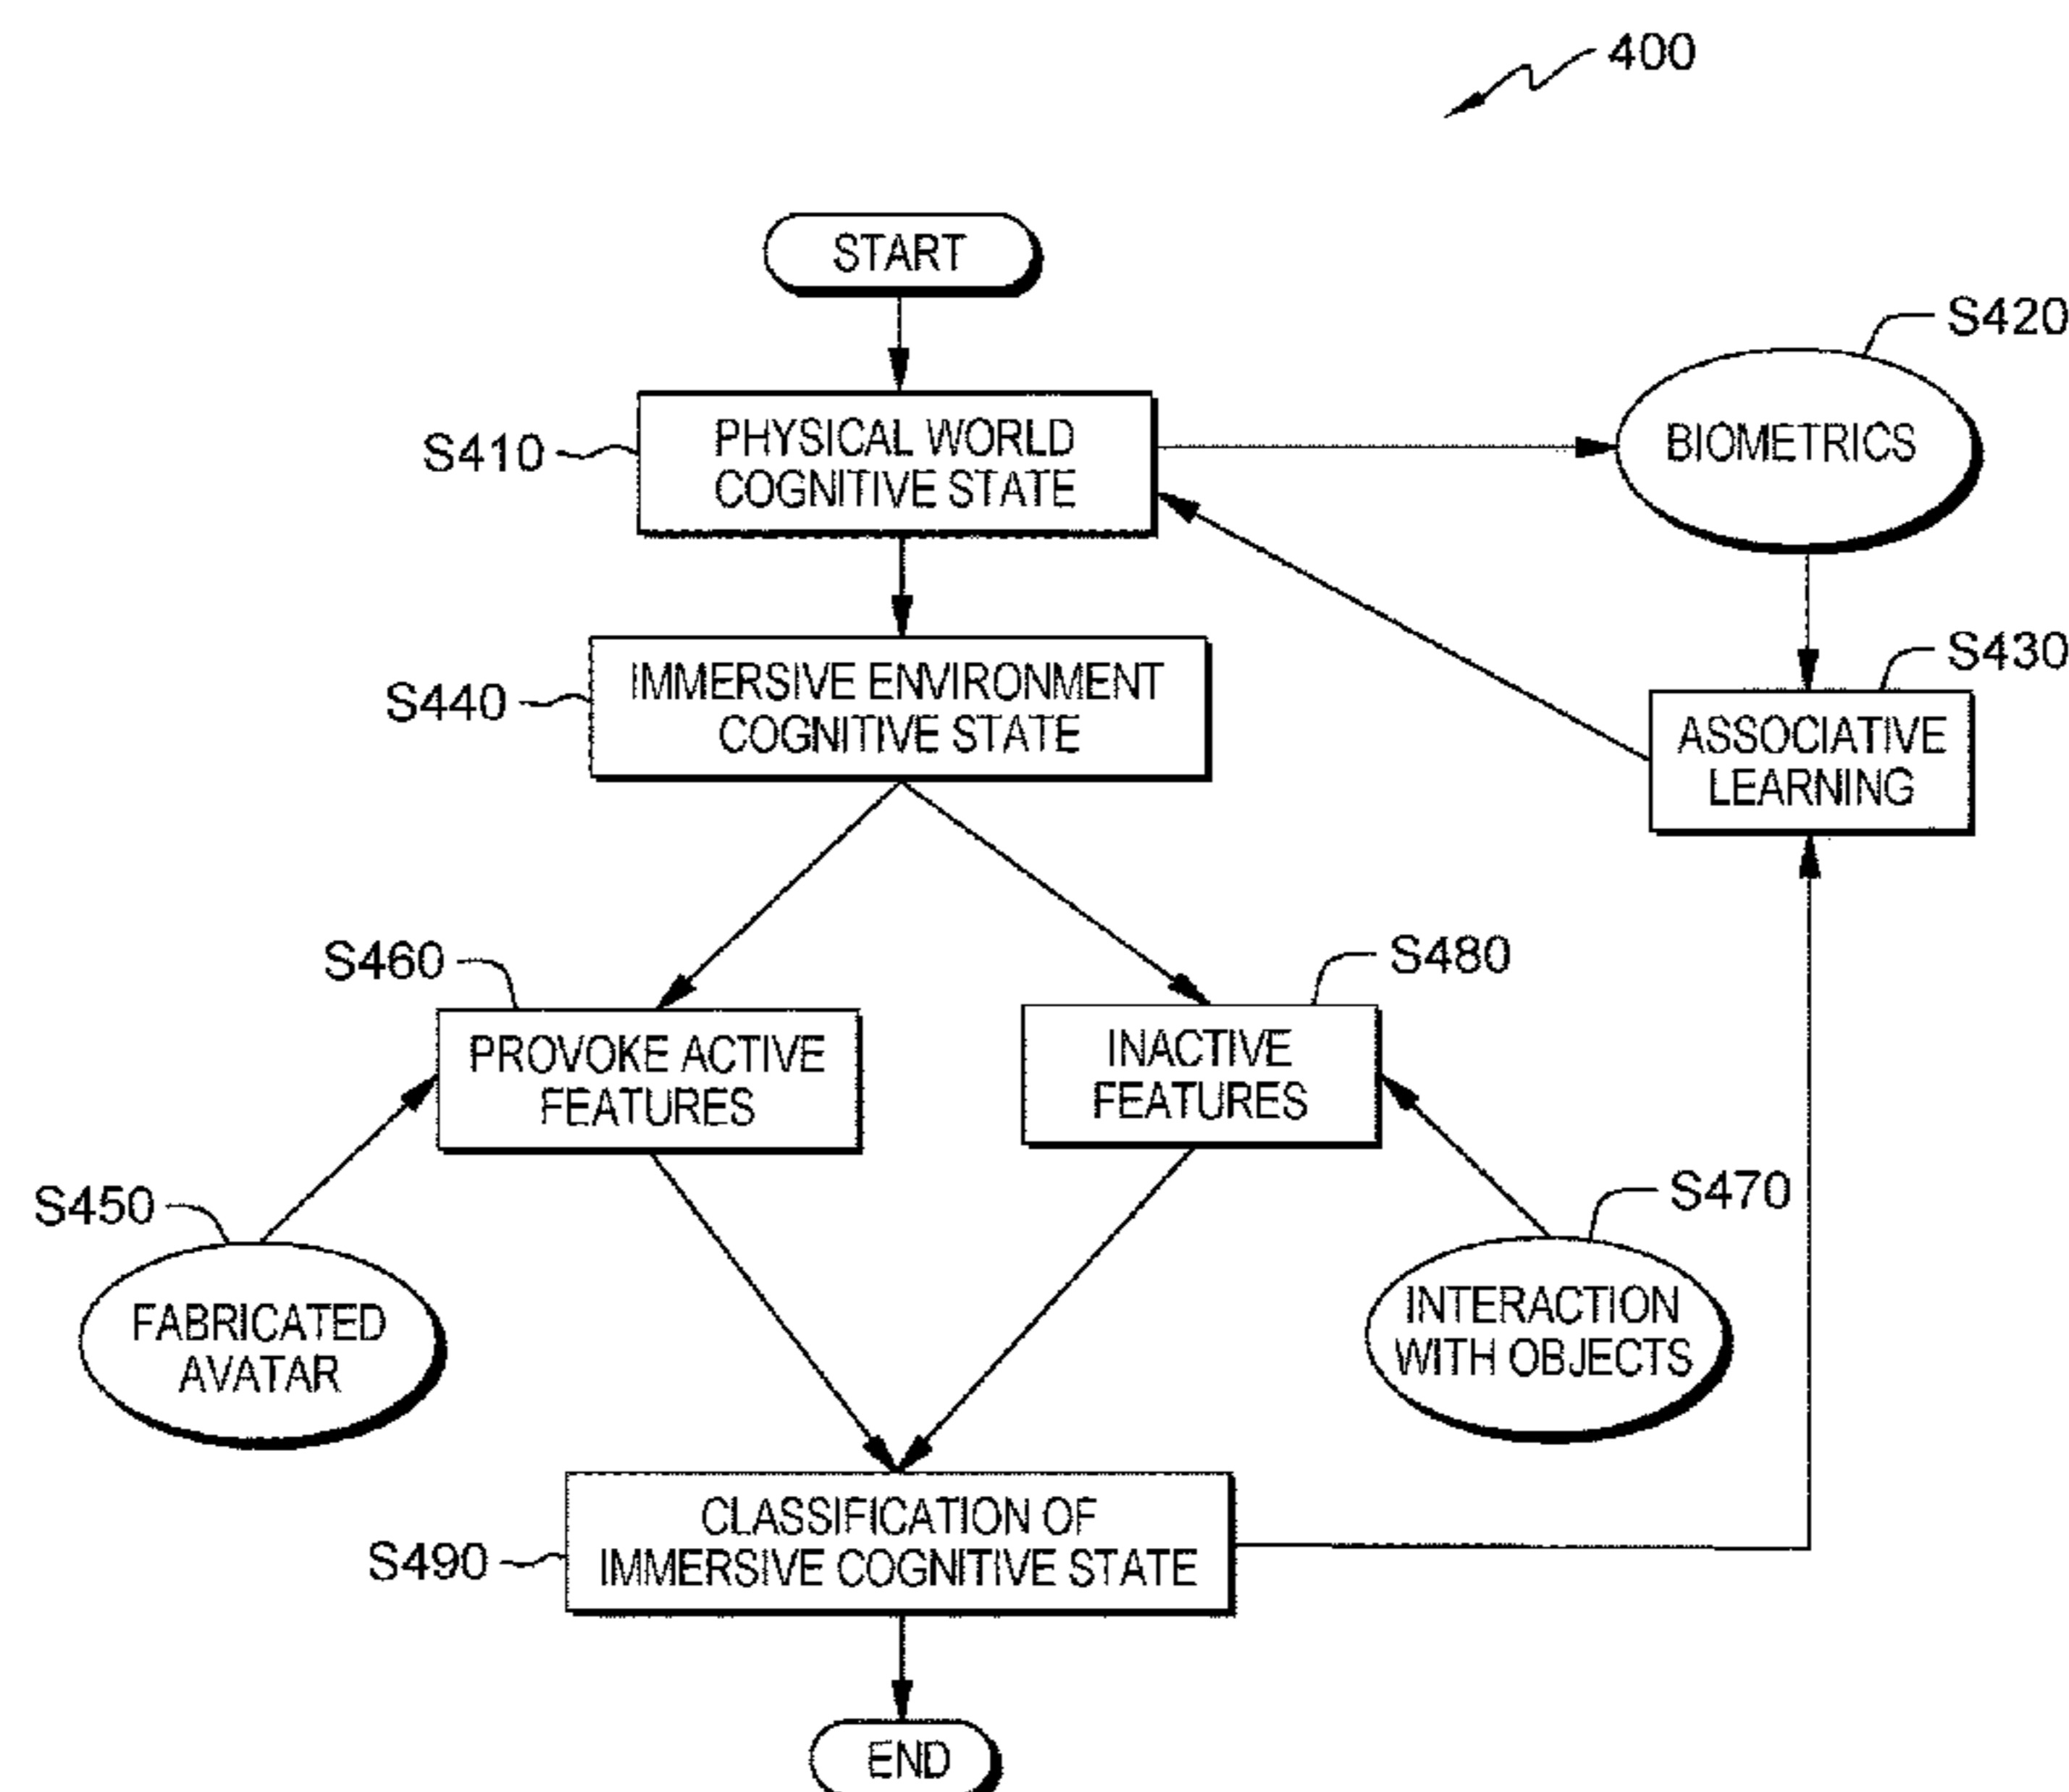 400
START
S420
S410
PHYSICAL WORLD
COGNITIVE STATE
BIOMETRICS
S430
S440
IMMERSIVE ENVIRONMENT
COGNITIVE STATE
ASSOCIATIVE
LEARNING
S460
S480
PROVOKE ACTIVE
FEATURES
INACTIVE
FEATURES
S450
S470
FABRICATED
AVATAR
INTERACTION
WITH OBJECTS
S490
CLASSIFICATION OF
IMMERSIVE COGNITIVE STATE
END